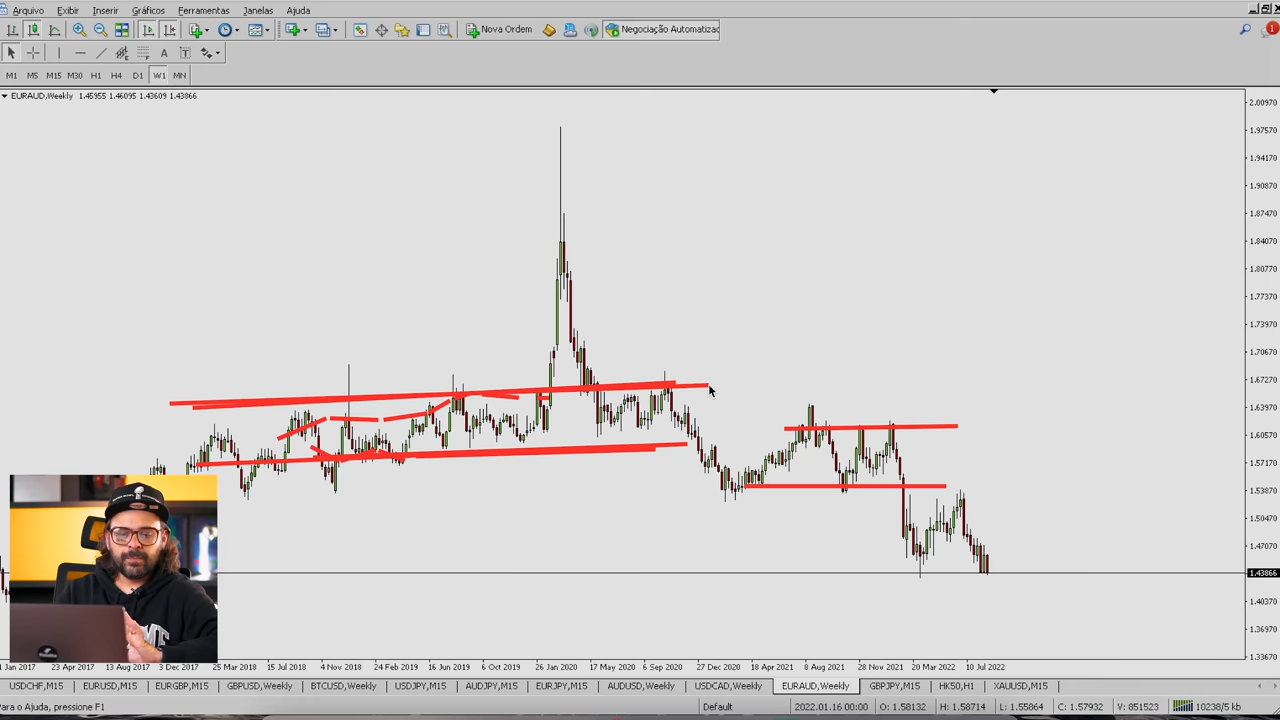 Arquivo Exibir Inserir Gráficos Ferramentas Janelas Ajuda
Nova Ordem Negociação Automatizac 1
A T
M1 M5 M15 M30 H1 H4 D1 W1 MN
EURAUD,Weekly 1.45955 1.46095 1.43609 1.43866
2.00970
1.97570
1.94170
1.90770
1.87470
1.84070
1.80770
1.77370
1.73970
1.70670
1.67270
1.63970
1.60570
1.57170
1.53870
1.50470
1.47070
1.43866
1.40370
1.36970
1.33670
Jan 2017 23 Apr 2017 13 Aug 2017 3 Dec 2017 25 Mar 2018 15 Jul 2018 4 Nov 2018 24 Feb 2019 16 Jun 2019 6 Oct 2019 26 Jan 2020 17 May 2020 6 Sep 2020 27 Dec 2020 18 Apr 2021 8 Aug 2021 28 Nov 2021 20 Mar 2022 10 Jul 2022
USDCHF,M15 EURUSD,M15 EURGBP,M15 GBPUSD,Weekly BTCUSD,Weekly USDJPY,M15 AUDJPY,M15 EURJPY,M15 AUDUSD,Weekly USDCAD,Weekly EURAUD,Weekly GBPJPY,M15 HK50,H1 XAUUSD,M15
Para o Ajuda, pressione F1 Default 2022.01.16 00:00 O: 1.58132 H: 1.58714 L: 1.55864 C: 1.57932 V: 851523 10238/5 kb